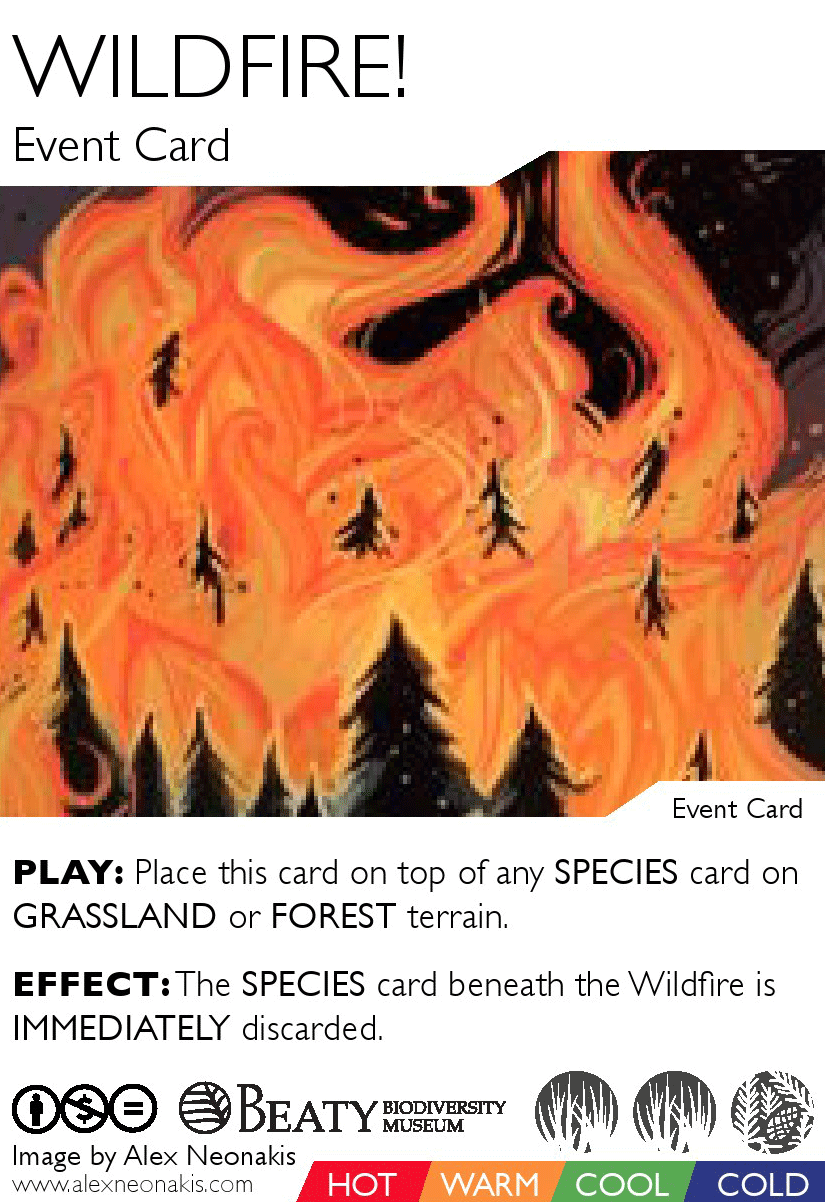 WILDFIRE!
Event Card
Event Card
PLAY: Place this card on top of any SPECIES card on
GRASSLAND or FOREST terrain.
EFFECT: The SPECIES card beneath the Wildfire is
IMMEDIATELY discarded.
BEATY BIODIVERSITY
MUSEUM
Image by Alex Neonakis
www.alexneonakis.com
HOT WARM COOL COLD